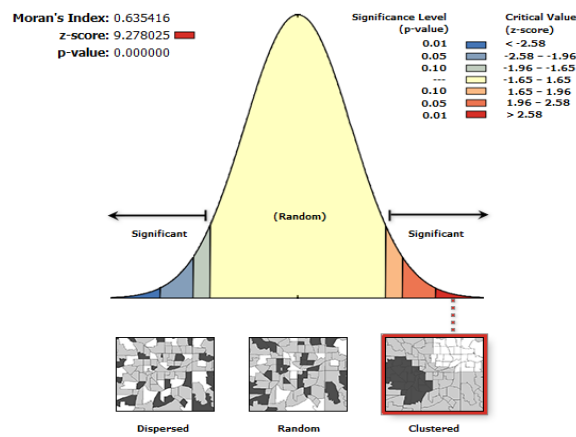 Moran's Index: 0.635416
z-score: 9.278025
p-value: 0.000000
Significance Level
(p-value)
Critical Value
(z-score)
0.01 < -2.58
0.05 -2.58 – -1.96
0.10 -1.96 – -1.65
--- -1.65 – 1.65
0.10 1.65 – 1.96
0.05 1.96 – 2.58
0.01 > 2.58
(Random)
Significant
Significant
Dispersed
Random
Clustered